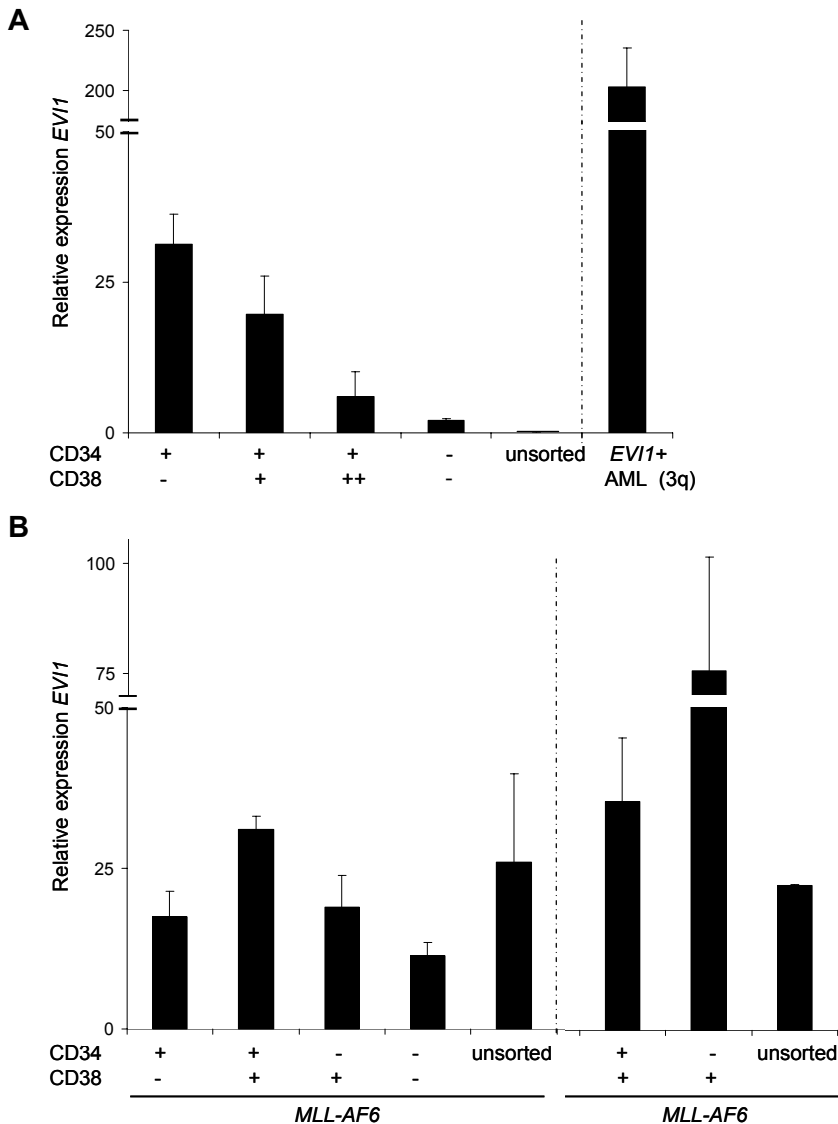 A
Relative expression EVI1
250
200
50
25
0
CD34 + + + - unsorted EVI1+
CD38 - + ++ - AML (3q)
B
Relative expression EVI1
100
75
50
25
0
CD34 + + - - unsorted + - unsorted
CD38 - + + - + +
MLL-AF6 MLL-AF6